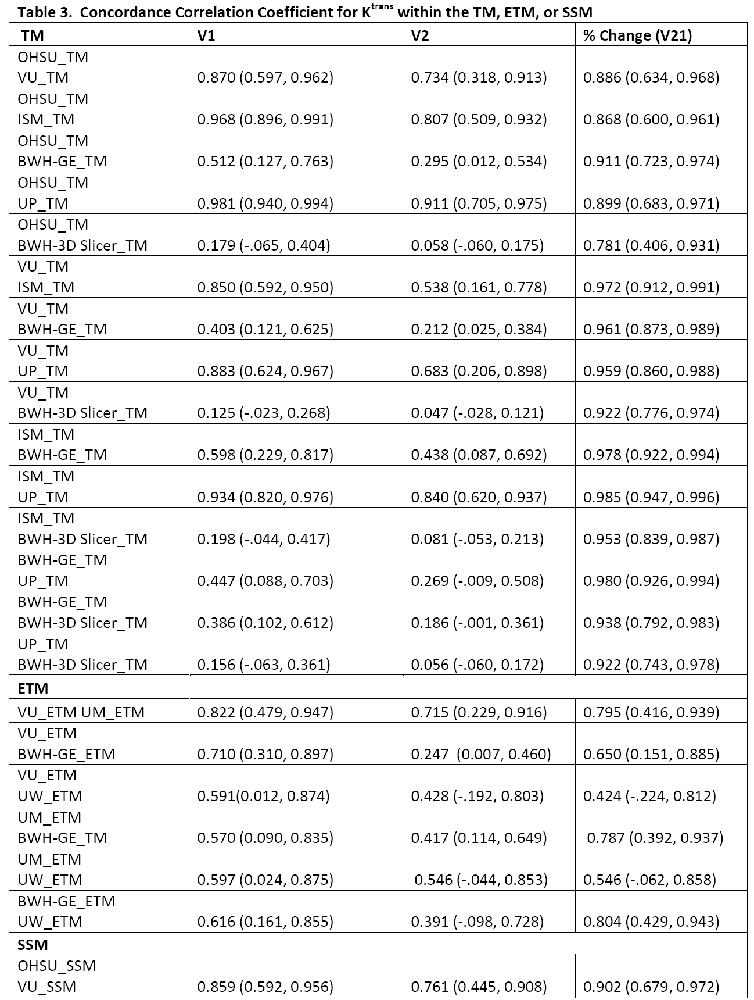 Table 3. Concordance Correlation Coefficient for Ktrans within the TM, ETM, or SSM
TM V1 V2 % Change (V21)
OHSU_TM
VU_TM 0.870 (0.597, 0.962) 0.734 (0.318, 0.913) 0.886 (0.634, 0.968)
OHSU_TM
ISM_TM 0.968 (0.896, 0.991) 0.807 (0.509, 0.932) 0.868 (0.600, 0.961)
OHSU_TM
BWH-GE_TM 0.512 (0.127, 0.763) 0.295 (0.012, 0.534) 0.911 (0.723, 0.974)
OHSU_TM
UP_TM 0.981 (0.940, 0.994) 0.911 (0.705, 0.975) 0.899 (0.683, 0.971)
OHSU_TM
BWH-3D Slicer_TM 0.179 (-.065, 0.404) 0.058 (-.060, 0.175) 0.781 (0.406, 0.931)
VU_TM
ISM_TM 0.850 (0.592, 0.950) 0.538 (0.161, 0.778) 0.972 (0.912, 0.991)
VU_TM
BWH-GE_TM 0.403 (0.121, 0.625) 0.212 (0.025, 0.384) 0.961 (0.873, 0.989)
VU_TM
UP_TM 0.883 (0.624, 0.967) 0.683 (0.206, 0.898) 0.959 (0.860, 0.988)
VU_TM
BWH-3D Slicer_TM 0.125 (-.023, 0.268) 0.047 (-.028, 0.121) 0.922 (0.776, 0.974)
ISM_TM
BWH-GE_TM 0.598 (0.229, 0.817) 0.438 (0.087, 0.692) 0.978 (0.922, 0.994)
ISM_TM
UP_TM 0.934 (0.820, 0.976) 0.840 (0.620, 0.937) 0.985 (0.947, 0.996)
ISM_TM
BWH-3D Slicer_TM 0.198 (-.044, 0.417) 0.081 (-.053, 0.213) 0.953 (0.839, 0.987)
BWH-GE_TM
UP_TM 0.447 (0.088, 0.703) 0.269 (-.009, 0.508) 0.980 (0.926, 0.994)
BWH-GE_TM
BWH-3D Slicer_TM 0.386 (0.102, 0.612) 0.186 (-.001, 0.361) 0.938 (0.792, 0.983)
UP_TM
BWH-3D Slicer_TM 0.156 (-.063, 0.361) 0.056 (-.060, 0.172) 0.922 (0.743, 0.978)
ETM
VU_ETM UM_ETM 0.822 (0.479, 0.947) 0.715 (0.229, 0.916) 0.795 (0.416, 0.939)
VU_ETM
BWH-GE_ETM 0.710 (0.310, 0.897) 0.247 (0.007, 0.460) 0.650 (0.151, 0.885)
VU_ETM
UW_ETM 0.591(0.012, 0.874) 0.428 (-.192, 0.803) 0.424 (-.224, 0.812)
UM_ETM
BWH-GE_TM 0.570 (0.090, 0.835) 0.417 (0.114, 0.649) 0.787 (0.392, 0.937)
UM_ETM
UW_ETM 0.597 (0.024, 0.875) 0.546 (-.044, 0.853) 0.546 (-.062, 0.858)
BWH-GE_ETM
UW_ETM 0.616 (0.161, 0.855) 0.391 (-.098, 0.728) 0.804 (0.429, 0.943)
SSM
OHSU_SSM
VU_SSM 0.859 (0.592, 0.956) 0.761 (0.445, 0.908) 0.902 (0.679, 0.972)